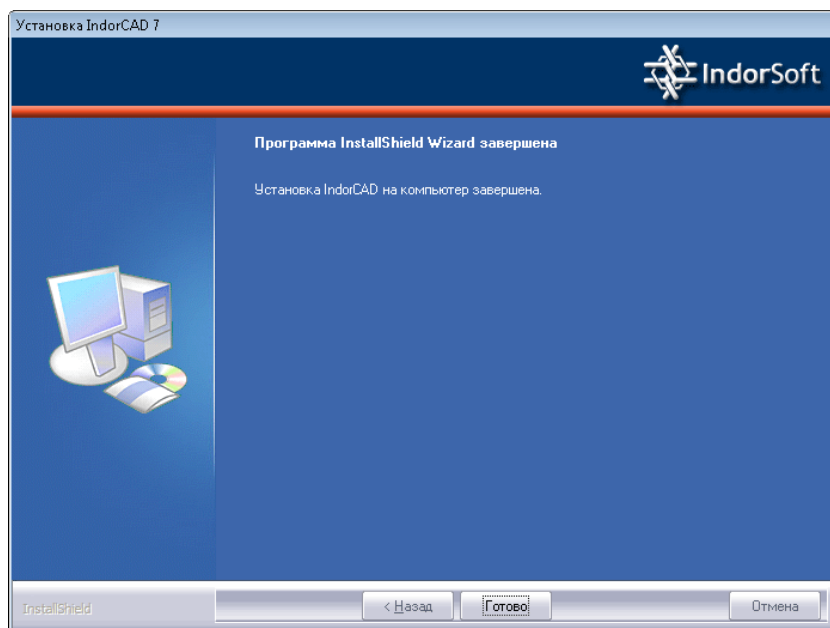 Установка IndorCAD 7
IndorSoft
Программа InstallShield Wizard завершена
Установка IndorCAD на компьютер завершена.
InstallShield
< Назад
Готово
Отмена